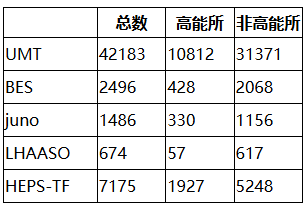 总数 高能所 非高能所
UMT 42183 10812 31371
BES 2496 428 2068
juno 1486 330 1156
LHAASO 674 57 617
HEPS-TF 7175 1927 5248